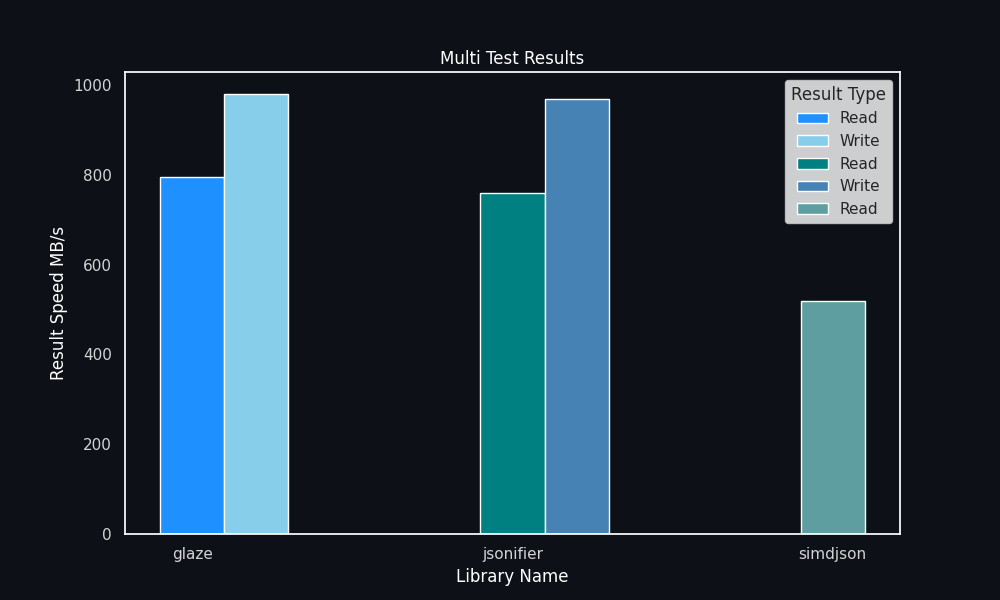 Multi Test Results
Result Type
Read
Write
Read
Write
Read
Result Speed MB/s
1000
800
600
400
200
0
glaze
jsonifier
simdjson
Library Name